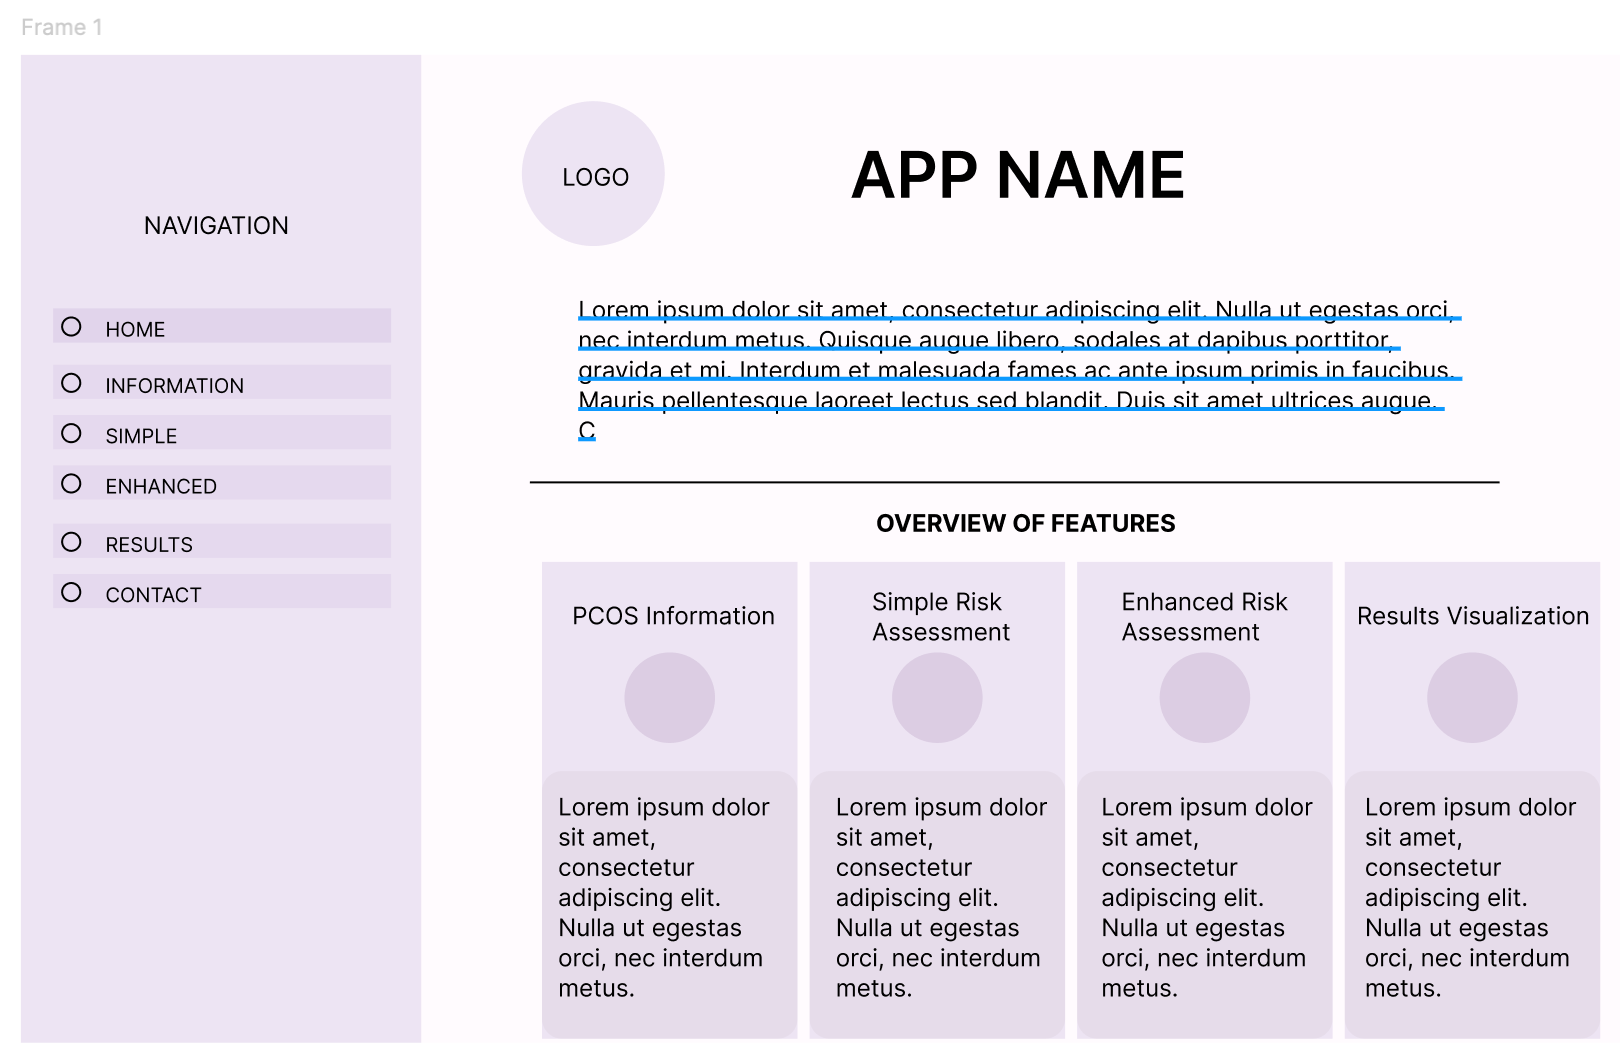 Frame 1
NAVIGATION
HOME
INFORMATION
SIMPLE
ENHANCED
RESULTS
CONTACT
LOGO
APP NAME
Lorem ipsum dolor sit amet, consectetur adipiscing elit. Nulla ut egestas orci,
nec interdum metus. Quisque augue libero, sodales at dapibus porttitor,
gravida et mi. Interdum et malesuada fames ac ante ipsum primis in faucibus.
Mauris pellentesque laoreet lectus sed blandit. Duis sit amet ultrices augue.
C
OVERVIEW OF FEATURES
PCOS Information
Lorem ipsum dolor
sit amet,
consectetur
adipiscing elit.
Nulla ut egestas
orci, nec interdum
metus.
Simple Risk
Assessment
Lorem ipsum dolor
sit amet,
consectetur
adipiscing elit.
Nulla ut egestas
orci, nec interdum
metus.
Enhanced Risk
Assessment
Lorem ipsum dolor
sit amet,
consectetur
adipiscing elit.
Nulla ut egestas
orci, nec interdum
metus.
Results Visualization
Lorem ipsum dolor
sit amet,
consectetur
adipiscing elit.
Nulla ut egestas
orci, nec interdum
metus.